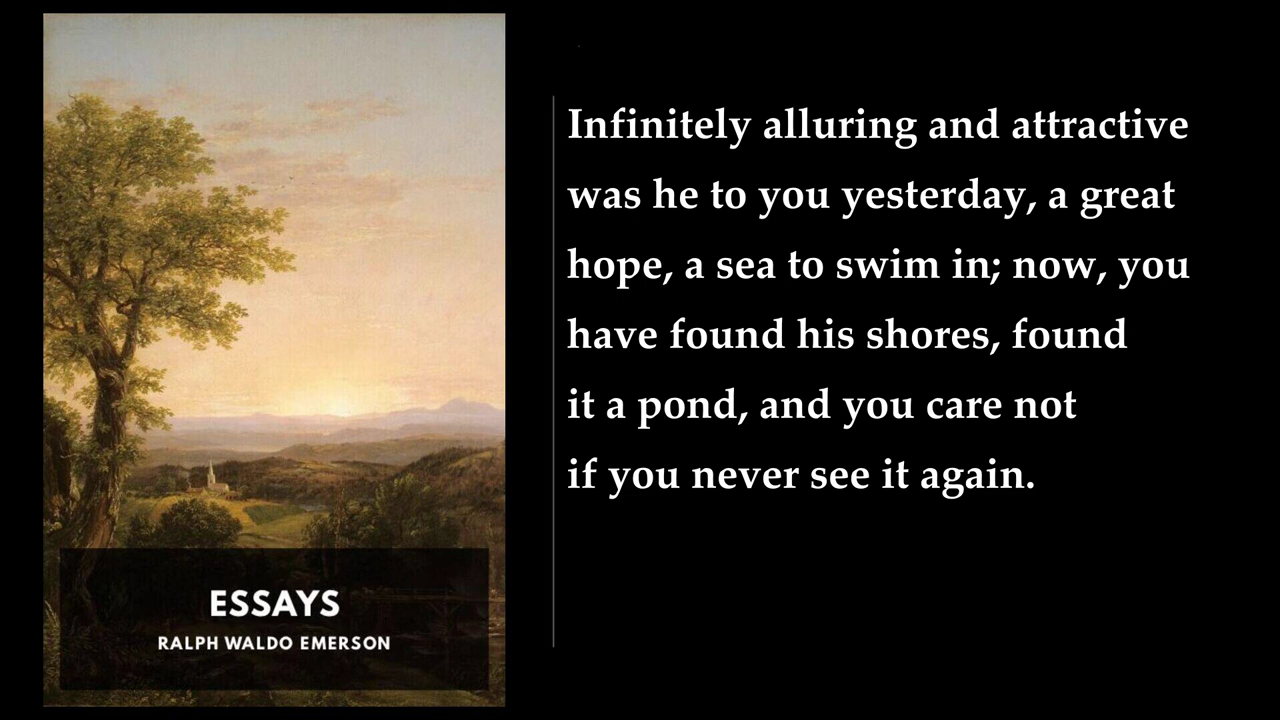 ESSAYS
RALPH WALDO EMERSON
Infinitely alluring and attractive
was he to you yesterday, a great
hope, a sea to swim in; now, you
have found his shores, found
it a pond, and you care not
if you never see it again.